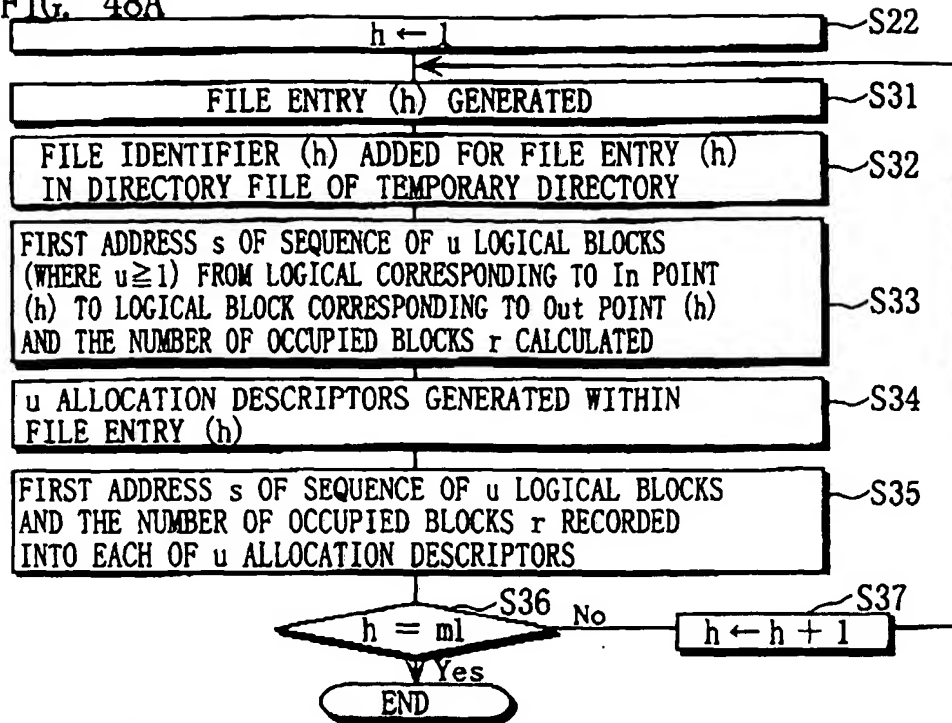 FIG. 48A
h ← 1
S22
FILE ENTRY (h) GENERATED
S31
FILE IDENTIFIER (h) ADDED FOR FILE ENTRY (h)
IN DIRECTORY FILE OF TEMPORARY DIRECTORY
S32
FIRST ADDRESS s OF SEQUENCE OF u LOGICAL BLOCKS
(WHERE u≧1) FROM LOGICAL CORRESPONDING TO In POINT
(h) TO LOGICAL BLOCK CORRESPONDING TO Out POINT (h)
AND THE NUMBER OF OCCUPIED BLOCKS r CALCULATED
S33
u ALLOCATION DESCRIPTORS GENERATED WITHIN
FILE ENTRY (h)
S34
FIRST ADDRESS s OF SEQUENCE OF u LOGICAL BLOCKS
AND THE NUMBER OF OCCUPIED BLOCKS r RECORDED
INTO EACH OF u ALLOCATION DESCRIPTORS
S35
h = ml
S36
No
h ← h + 1
S37
Yes
END